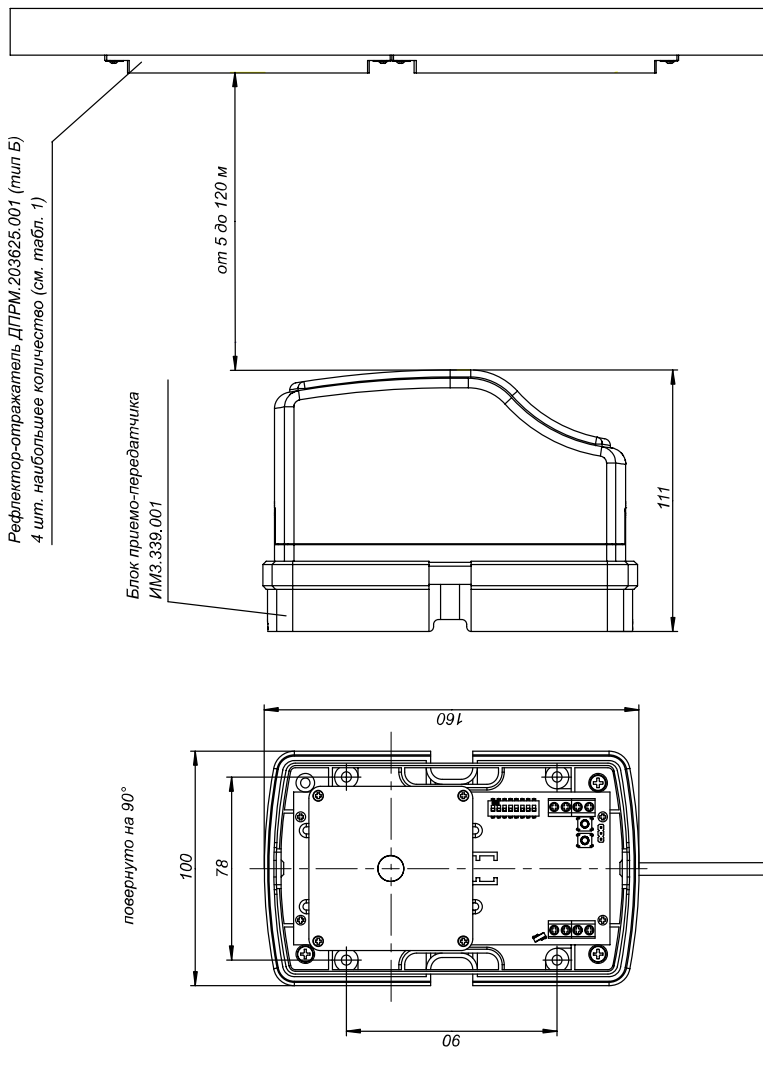 Рефлектор-отражатель ДПРМ.203625.001 (тип Б)
4 шт. наибольшее количество (см. табл. 1)
от 5 до 120 м
Блок приемо-передатчика
ИМЗ.339.001
111
160
повернуто на 90°
100
78
90